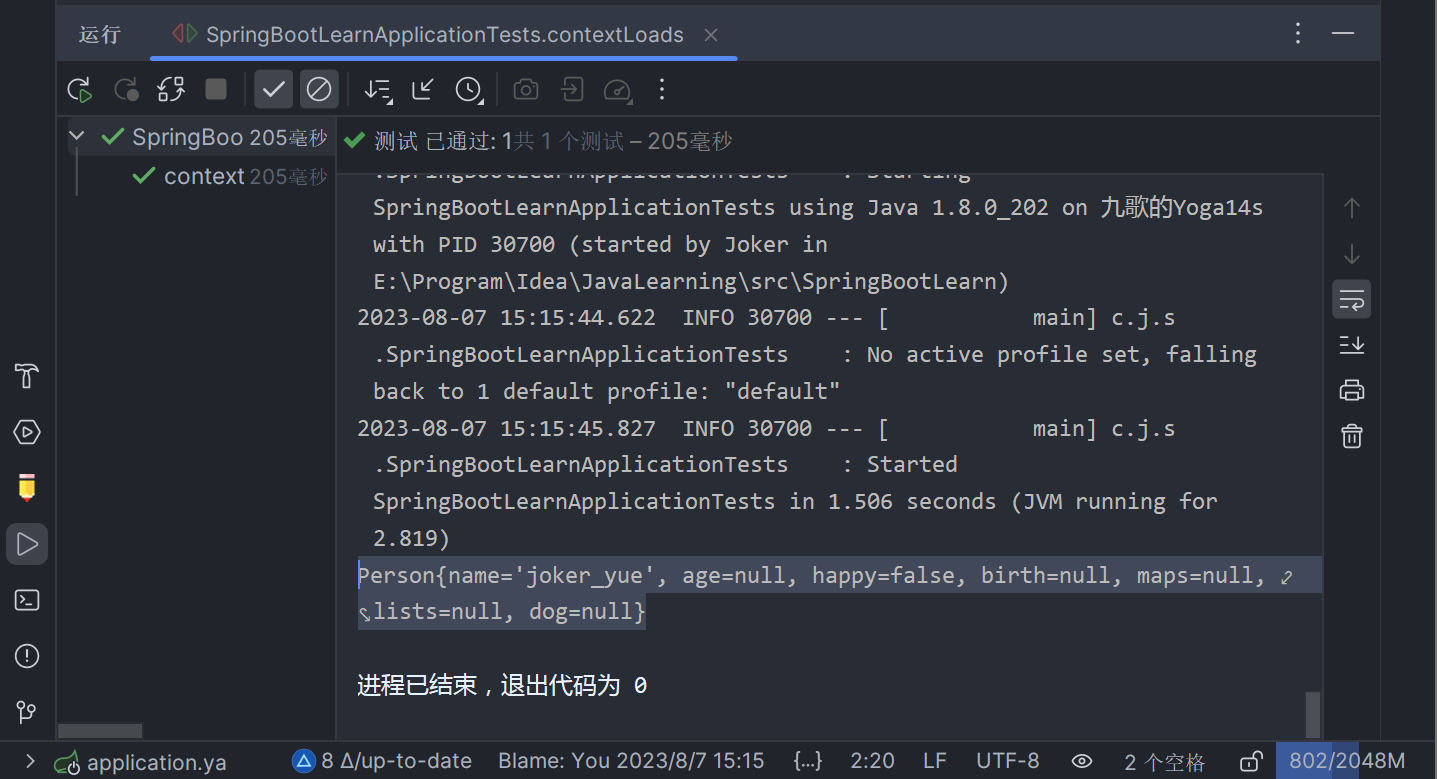 运行
SpringBootLearnApplicationTests.contextLoads
SpringBoo 205毫秒
context 205毫秒
测试 已通过: 1共 1 个测试 – 205毫秒
.SpringBootLearnApplicationTests : Starting
SpringBootLearnApplicationTests using Java 1.8.0_202 on 九歌的Yoga14s
with PID 30700 (started by Joker in
E:\Program\Idea\JavaLearning\src\SpringBootLearn)
2023-08-07 15:15:44.622 INFO 30700 --- [ main] c.j.s
.SpringBootLearnApplicationTests : No active profile set, falling
back to 1 default profile: "default"
2023-08-07 15:15:45.827 INFO 30700 --- [ main] c.j.s
.SpringBootLearnApplicationTests : Started
SpringBootLearnApplicationTests in 1.506 seconds (JVM running for
2.819)
Person{name='joker_yue', age=null, happy=false, birth=null, maps=null,
lists=null, dog=null}
进程已结束，退出代码为 0
application.ya
8 Δ/up-to-date
Blame: You 2023/8/7 15:15
{...}
2:20
LF
UTF-8
2 个空格
802/2048M